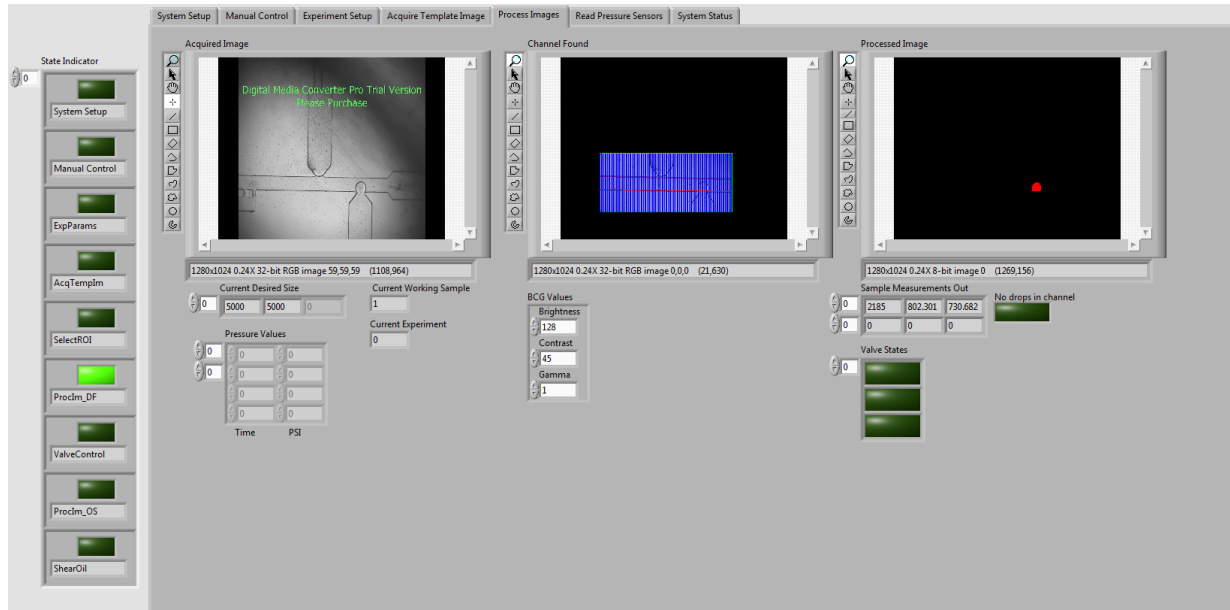 System Setup
Manual Control
Experiment Setup
Acquire Template Image
Process Images
Read Pressure Sensors
System Status
State Indicator
0
System Setup
Manual Control
ExpParams
AcqTempIm
SelectROI
ProcIm_DF
ValveControl
ProcIm_OS
ShearOil
Acquired Image
Digital Media Converter Pro Trial Version
Please Purchase
1280x1024 0.24X 32-bit RGB image 59,59,59 (1108,964)
Current Desired Size
0 5000 5000 0
Current Working Sample
1
Current Experiment
0
Pressure Values
0 0 0
0 0 0
0 0
0 0
Time PSI
Channel Found
1280x1024 0.24X 32-bit RGB image 0,0,0 (21,630)
BCG Values
Brightness
128
Contrast
45
Gamma
1
Processed Image
1280x1024 0.24X 8-bit image 0 (1269,156)
Sample Measurements Out
0 2185 802.301 730.682
0 0 0 0
No drops in channel
Valve States
0